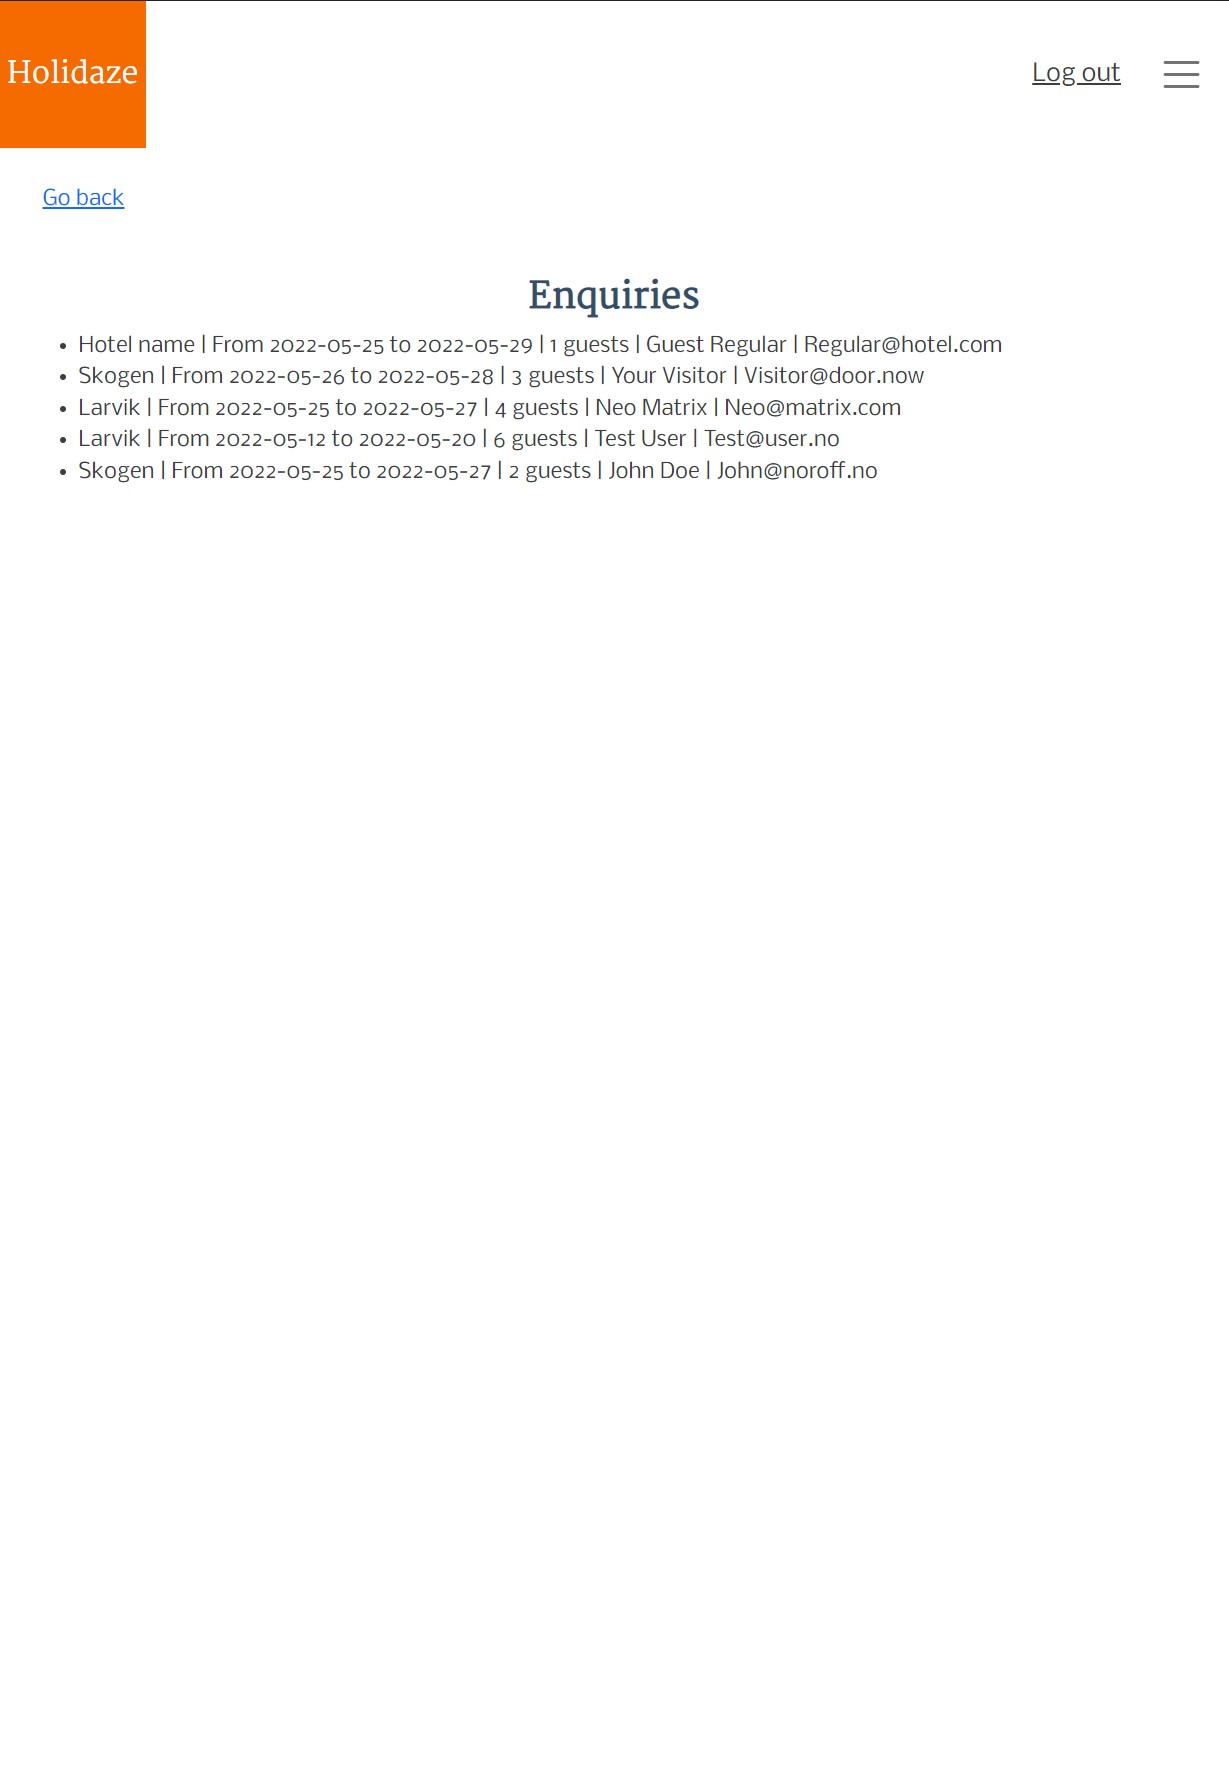 Holidaze
Log out
Go back
Enquiries
• Hotel name | From 2022-05-25 to 2022-05-29 | 1 guests | Guest Regular | Regular@hotel.com
• Skogen | From 2022-05-26 to 2022-05-28 | 3 guests | Your Visitor | Visitor@door.now
• Larvik | From 2022-05-25 to 2022-05-27 | 4 guests | Neo Matrix | Neo@matrix.com
• Larvik | From 2022-05-12 to 2022-05-20 | 6 guests | Test User | Test@user.no
• Skogen | From 2022-05-25 to 2022-05-27 | 2 guests | John Doe | John@noroff.no